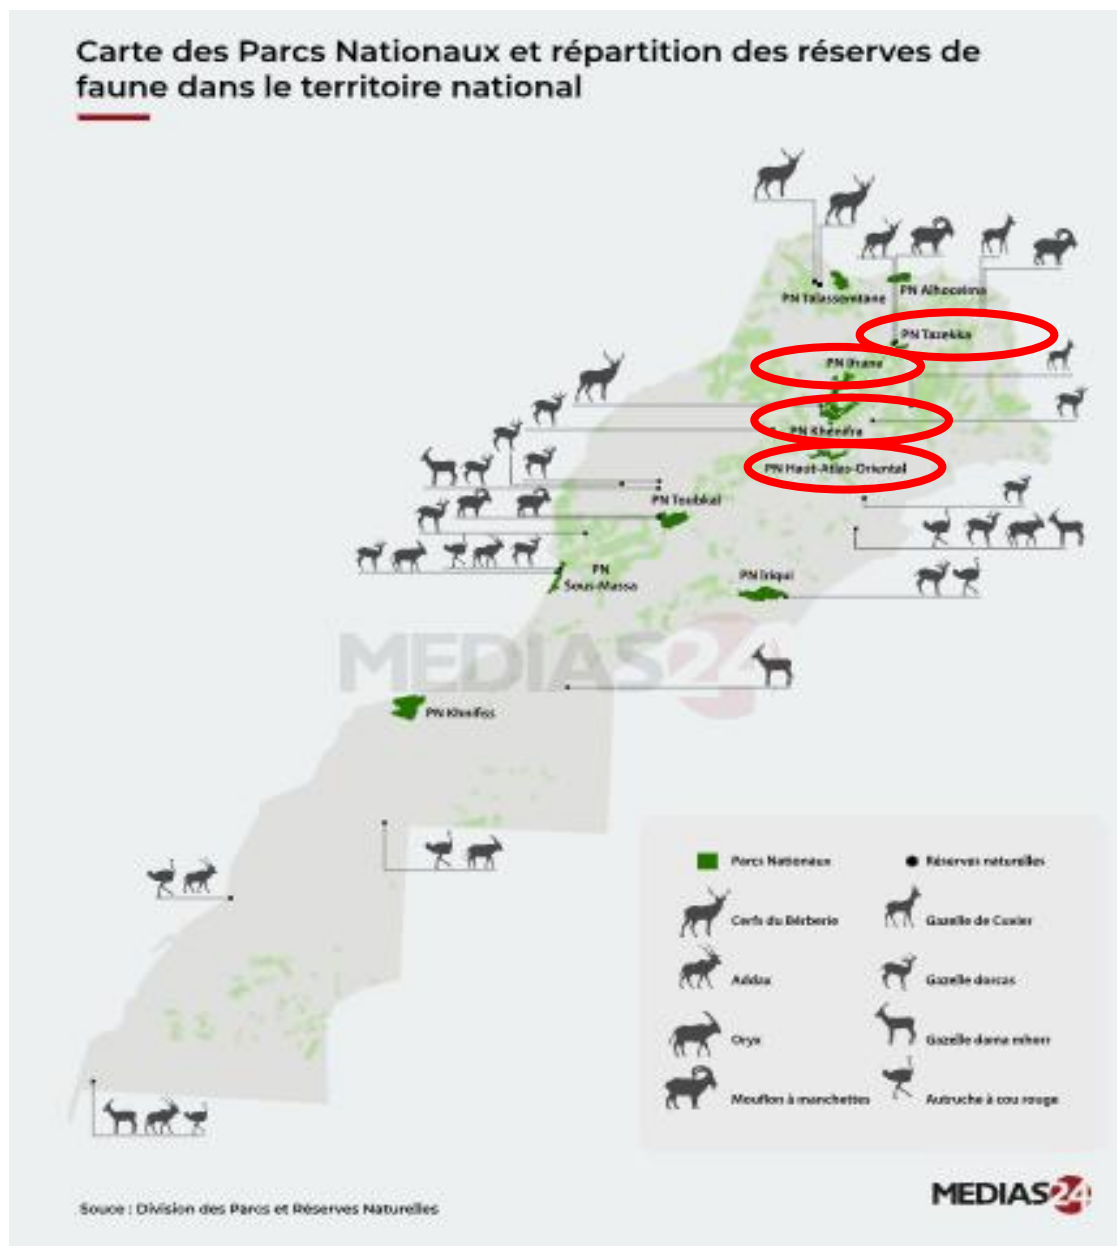 Carte des Parcs Nationaux et répartition des réserves de
faune dans le territoire national
PN Talassemtane
PN Alhoceima
PN Tazekka
PN Ifrane
PN Khénifra
PN Haut-Atlas-Oriental
PN Toubkal
PN
Sous-Massa
PN Iriqui
MEDIAS24
PN Khnifiss
Parcs Nationaux
Réserves naturelles
Cerfs du Bérberie
Gazelle de Cuvier
Addax
Gazelle dorcas
Oryx
Gazelle dama mhorr
Mouflon à manchettes
Autruche à cou rouge
MEDIAS24
Souce : Division des Parcs et Réserves Naturelles